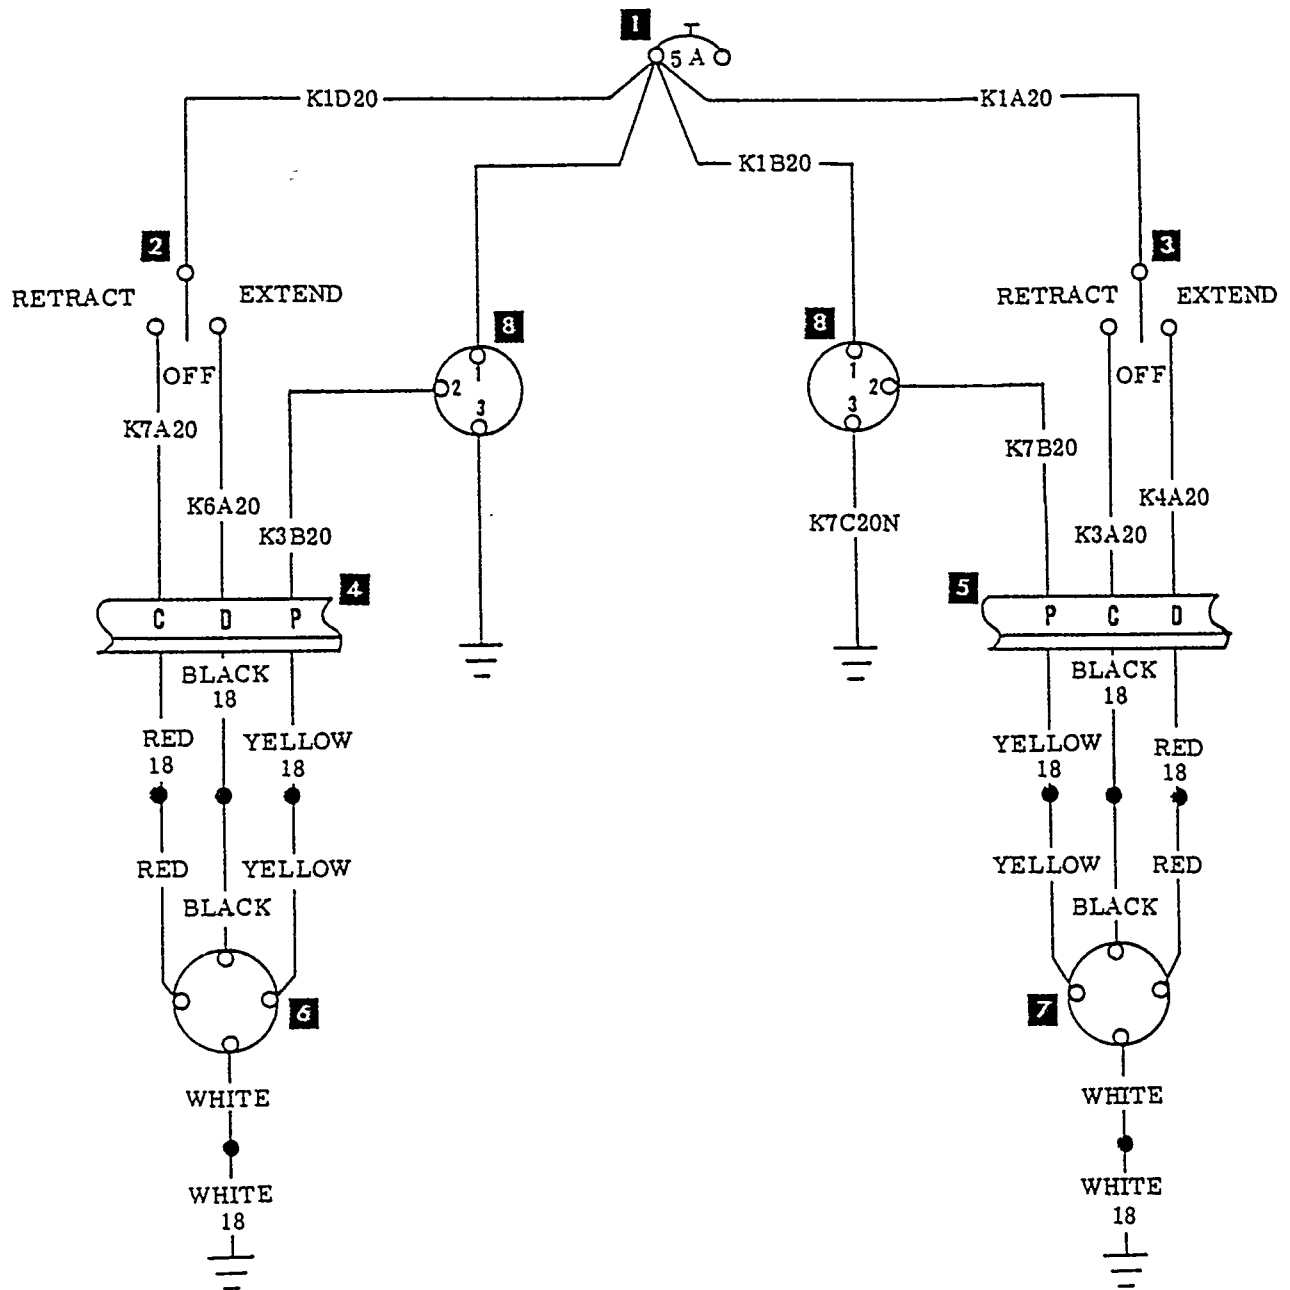 1
5 A
K1D20
K1A20
K1B20
2
3
RETRACT
EXTEND
OFF
8
1
2
3
8
1
2
3
RETRACT
EXTEND
OFF
K7A20
K6A20
K3B20
K7B20
K4A20
K3A20
K7C20N
4
C D P
5
P C D
BLACK
18
RED
18
YELLOW
18
BLACK
18
YELLOW
18
RED
18
RED
YELLOW
BLACK
YELLOW
RED
BLACK
6
7
WHITE
WHITE
WHITE
18
WHITE
18